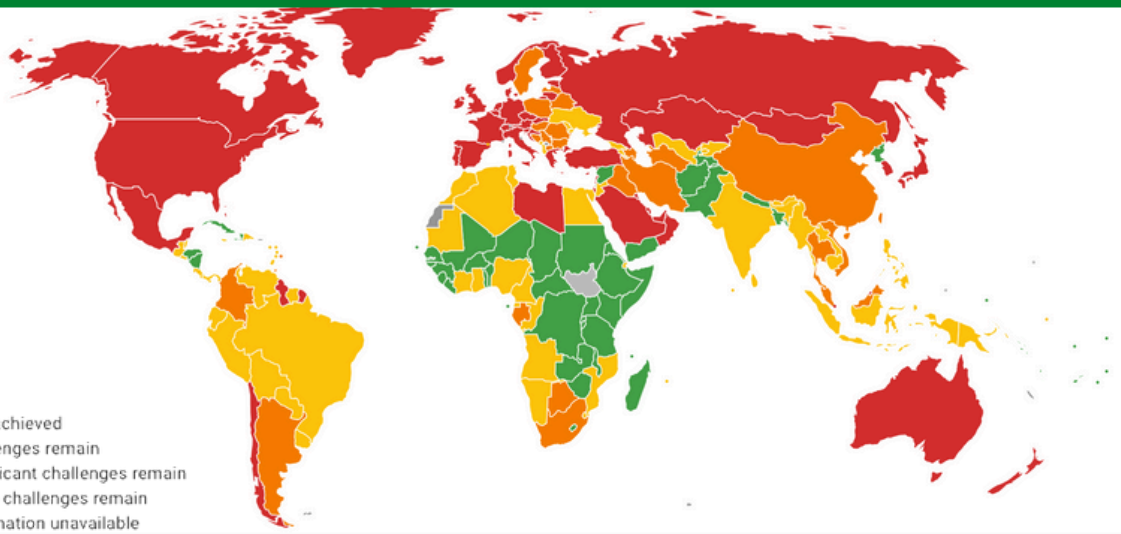 chieved
enges remain
icant challenges remain
challenges remain
nation unavailable